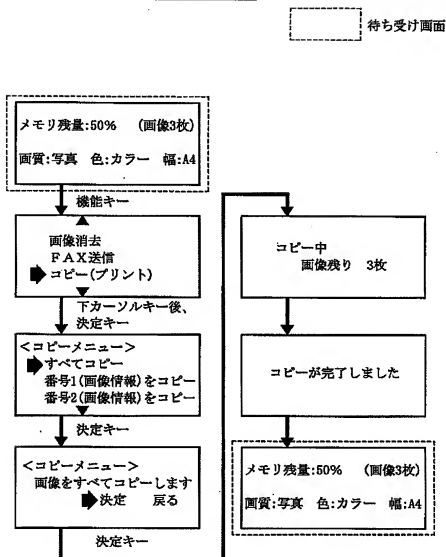 待ち受け画面
メモリ残量:50% (画像3枚)
画質:写真 色:カラー 幅:A4
機能キー
画像消去
FAX送信
コピー(プリント)
下カーソルキー後、
決定キー
<コピーメニュー>
すべてコピー
番号1(画像情報)をコピー
番号2(画像情報)をコピー
決定キー
<コピーメニュー>
画像をすべてコピーします
決定 戻る
決定キー
コピー中
画像残り 3枚
コピーが完了しました
メモリ残量:50% (画像3枚)
画質:写真 色:カラー 幅:A4